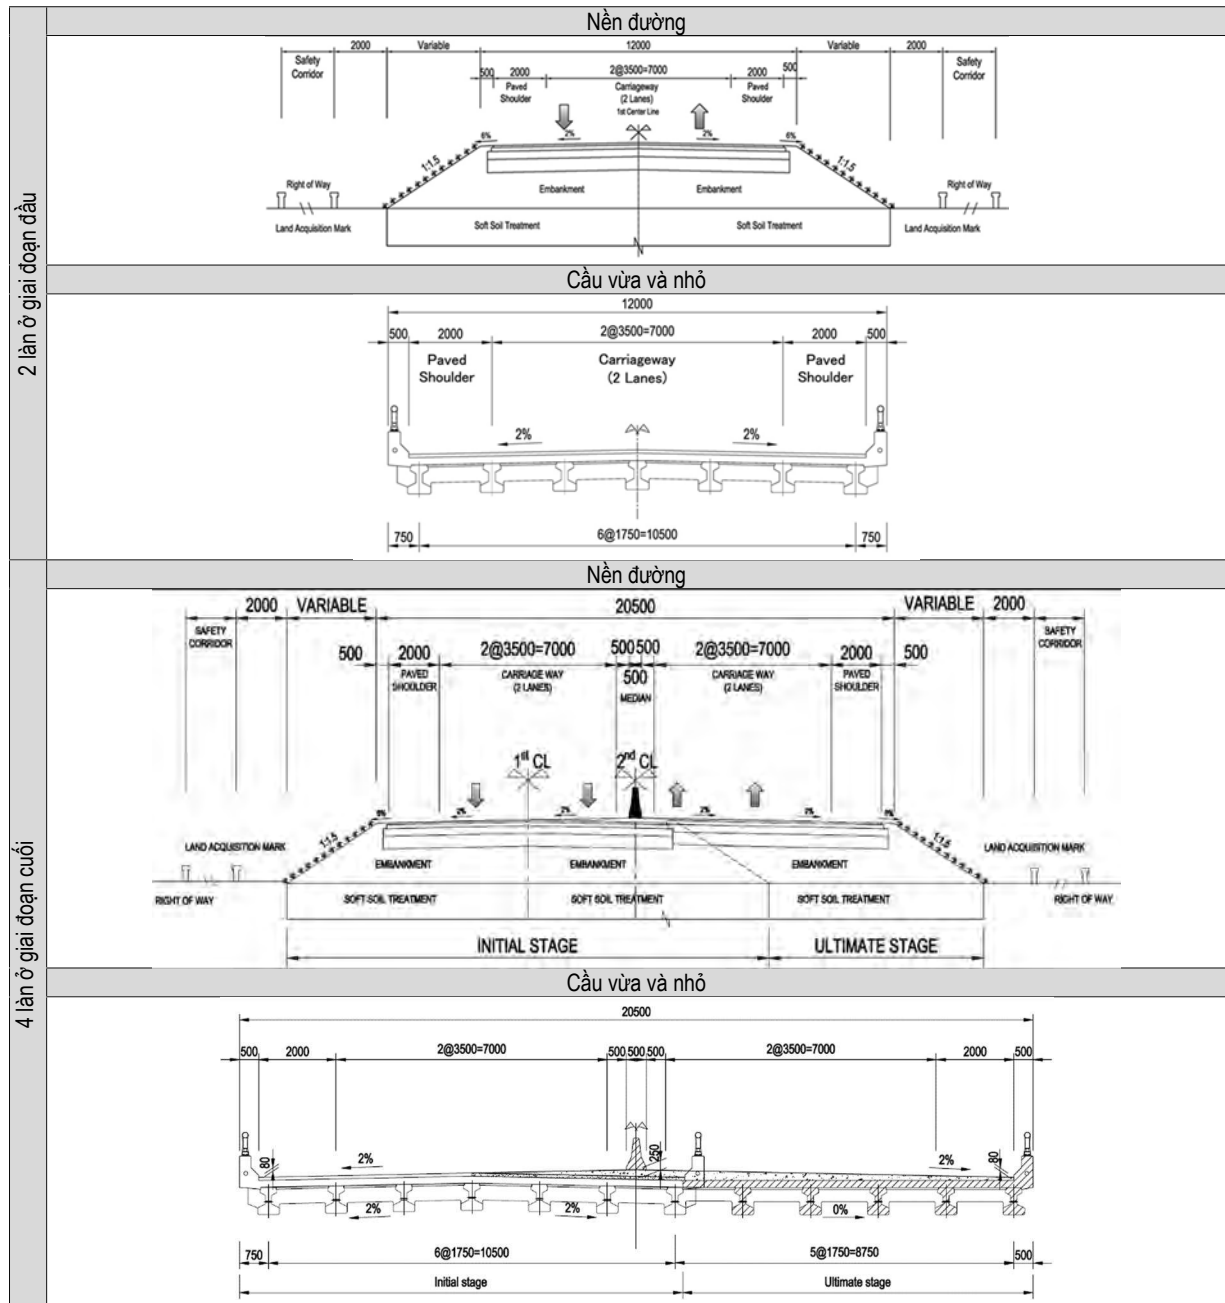 2 làn ở giai đoạn đầu
Nền đường
2000 Variable 12000 Variable 2000
Safety Corridor
500 2000 2@3500=7000 2000 500
Safety Corridor
Paved Shoulder
Carriageway (2 Lanes)
1st Center Line
Paved Shoulder
6% 2% 2% 6%
1:1.5 1:1.5
Right of Way
Embankment Embankment
Right of Way
Land Acquisition Mark
Soft Soil Treatment Soft Soil Treatment
Land Acquisition Mark
Cầu vừa và nhỏ
12000
500 2000 2@3500=7000 2000 500
Paved Shoulder
Carriageway (2 Lanes)
Paved Shoulder
2% 2%
750 6@1750=10500 750
4 làn ở giai đoạn cuối
Nền đường
2000 VARIABLE 20500 VARIABLE 2000
SAFETY CORRIDOR
SAFETY CORRIDOR
500 2000 2@3500=7000 500 500 2@3500=7000 2000 500
PAVED SHOULDER
CARRIAGE WAY (2 LANES)
500
MEDIAN
CARRIAGE WAY (2 LANES)
PAVED SHOULDER
1st CL 2nd CL
2% 2% 2% 2%
1:1.5 1:1.5
LAND ACQUISITION MARK
LAND ACQUISITION MARK
EMBANKMENT EMBANKMENT EMBANKMENT
RIGHT OF WAY
SOFT SOIL TREATMENT SOFT SOIL TREATMENT SOFT SOIL TREATMENT
RIGHT OF WAY
INITIAL STAGE ULTIMATE STAGE
Cầu vừa và nhỏ
20500
500 2000 2@3500=7000 500 500 500 2@3500=7000 2000 500
80 2% 250 2% 80
2% 2% 0%
750 6@1750=10500 5@1750=8750 500
Initial stage Ultimate stage